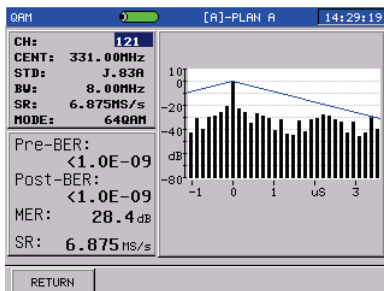 QAM [A]-PLAN A 14:29:19
CH: 121
CENT: 331.00MHz
STD: J.83A
BW: 8.00MHz
SR: 6.875MS/s
MODE: 64QAM
Pre-BER:
<1.0E-09
Post-BER:
<1.0E-09
MER: 28.4dB
SR: 6.875MS/s
10
-20
-40
dB
-80
-1 0 1 uS 3
RETURN